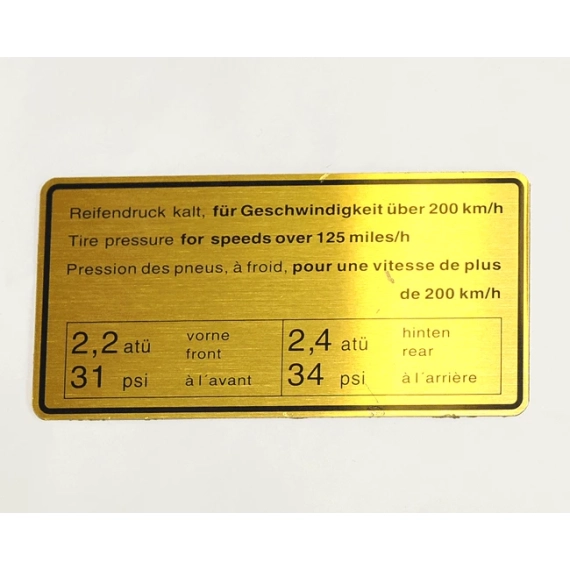 Reifendruck kalt, für Geschwindigkeit über 200 km/h
Tire pressure for speeds over 125 miles/h
Pression des pneus, à froid, pour une vitesse de plus
de 200 km/h
2,2 atü vorne
front
31 psi à l´avant
2,4 atü hinten
rear
34 psi à l´arrière